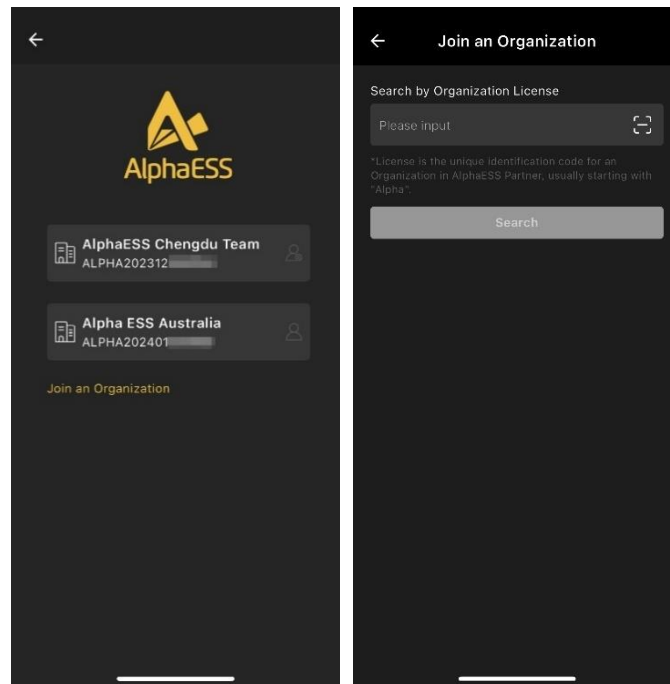 AlphaESS
AlphaESS Chengdu Team
ALPHA202312
Alpha ESS Australia
ALPHA202401
Join an Organization
Join an Organization
Search by Organization License
Please input
*License is the unique identification code for an
Organization in AlphaESS Partner, usually starting with
"Alpha".
Search